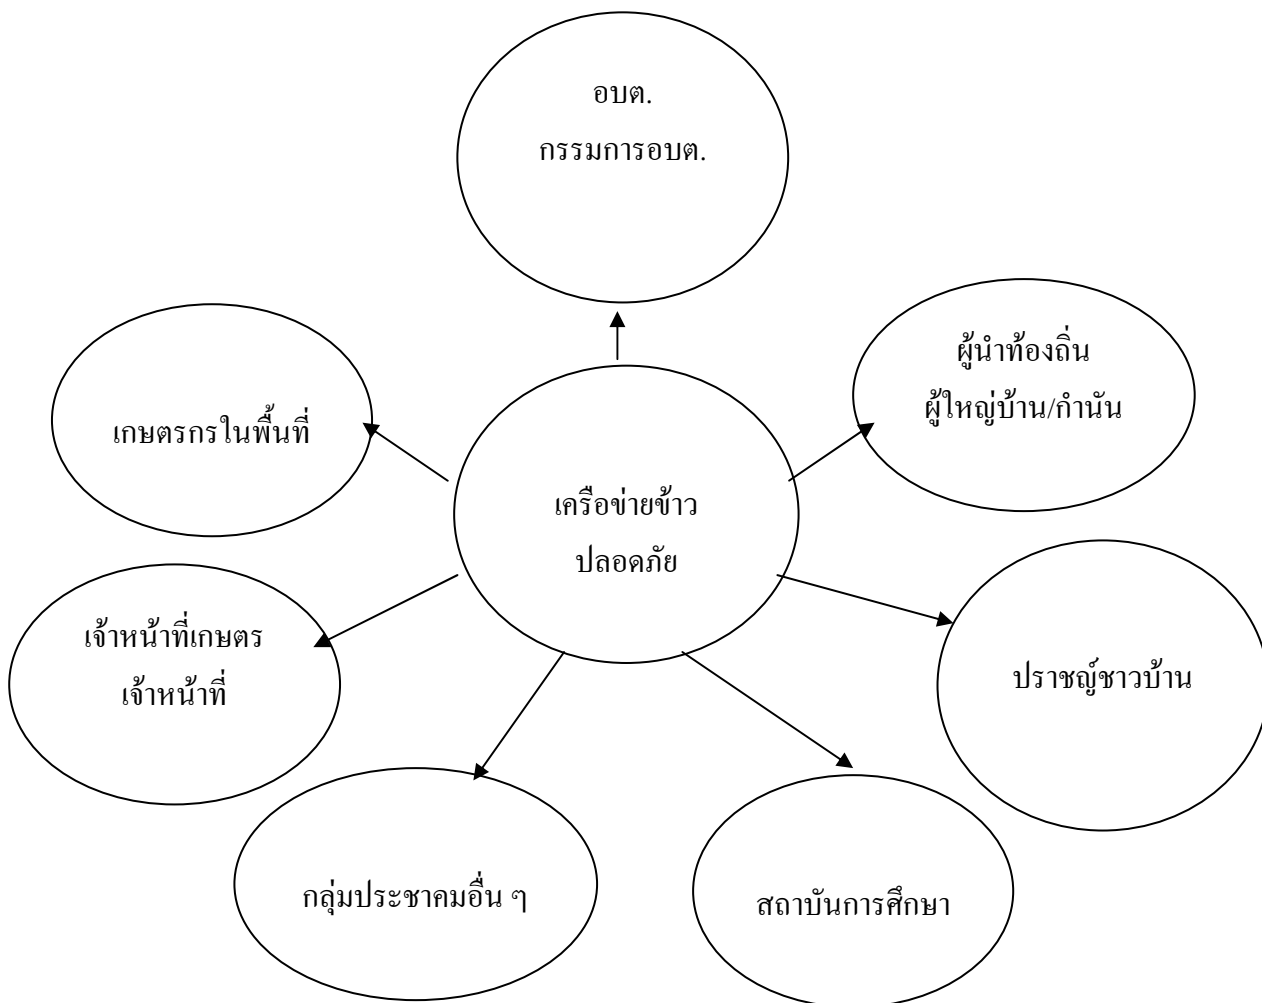 อบต.
กรรมการอบต.
ผู้นำท้องถิ่น
ผู้ใหญ่บ้าน/กำนัน
เกษตรกรในพื้นที่
เครือข่ายข้าว
ปลอดภัย
เจ้าหน้าที่เกษตร
เจ้าหน้าที่
ปราชญ์ชาวบ้าน
กลุ่มประชาคมอื่น ๆ
สถาบันการศึกษา